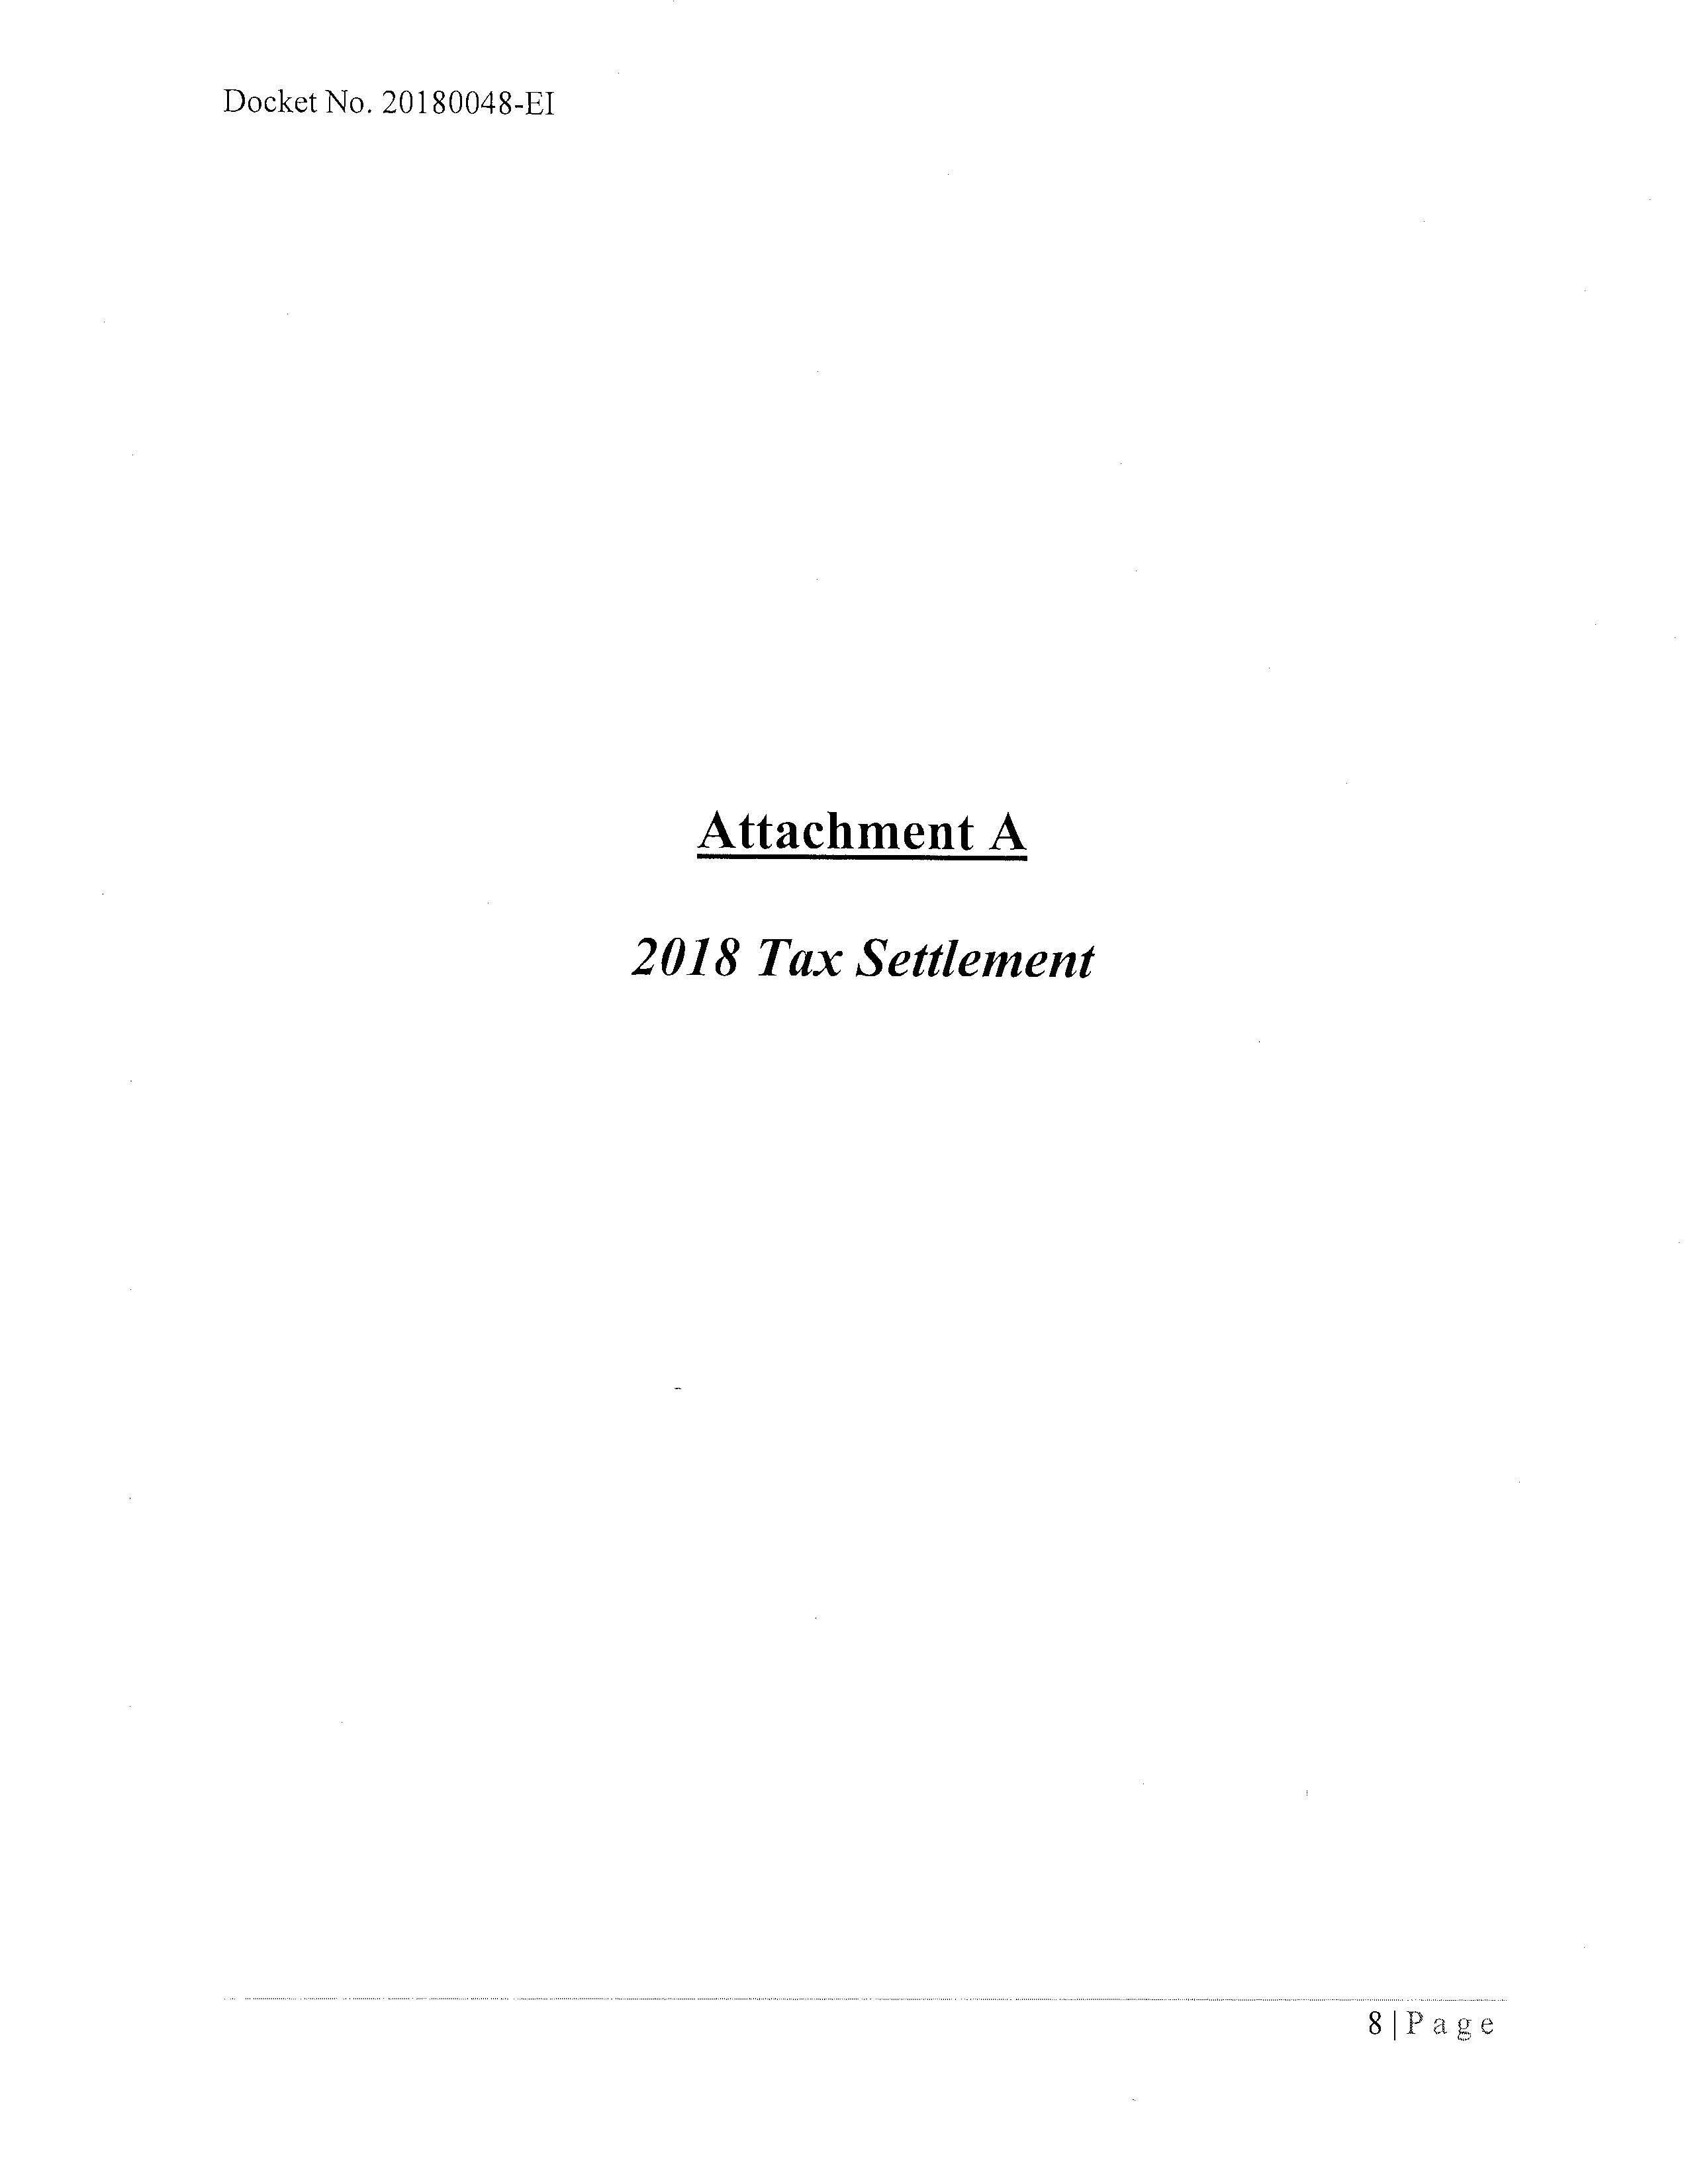 Docket No. 20180048-EI
Attachment A
2018 Tax Settlement
8 | P a g e